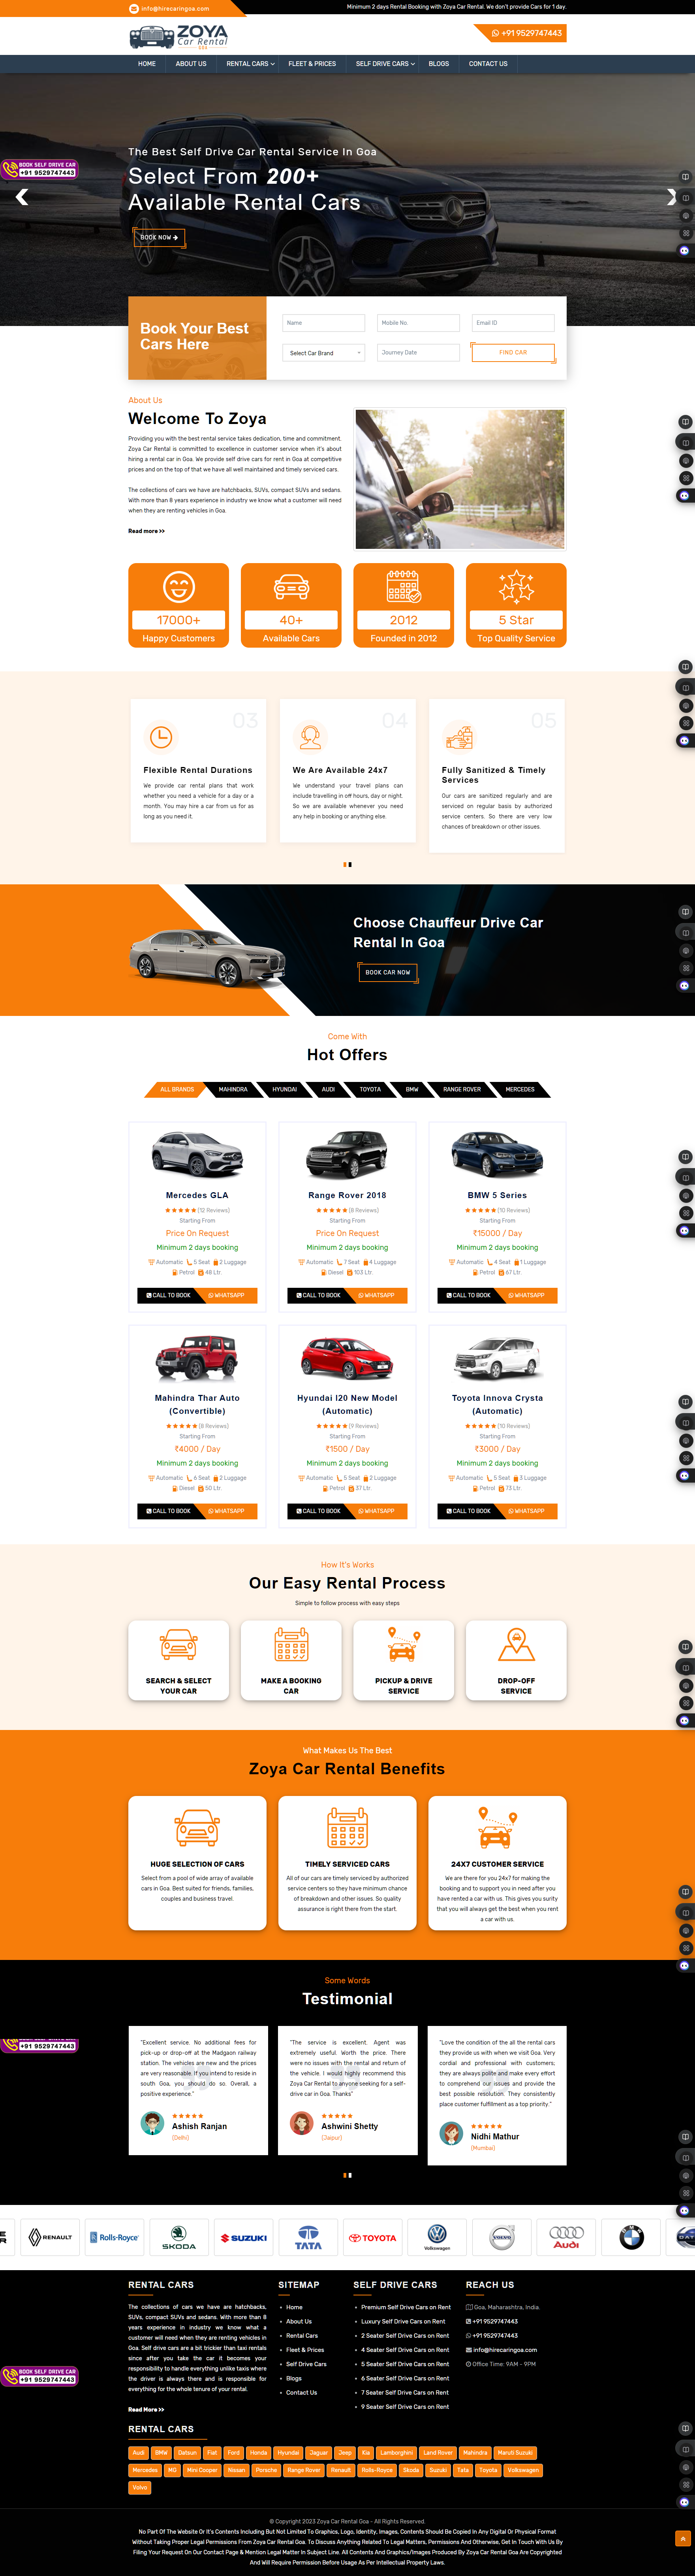 info@hirecaringoa.com
Minimum 2 days Rental Booking with Zoya Car Rental. We don't provide Cars for 1 day.
ZOYA
Car Rental
GOA
+91 9529747443
HOME
ABOUT US
RENTAL CARS
FLEET & PRICES
SELF DRIVE CARS
BLOGS
CONTACT US
BOOK SELF DRIVE CAR
+91 9529747443
The Best Self Drive Car Rental Service In Goa
Select From 200+
Available Rental Cars
BOOK NOW
Book Your Best
Cars Here
Name
Mobile No.
Email ID
Select Car Brand
Journey Date
FIND CAR
About Us
Welcome To Zoya
Providing you with the best rental service takes dedication, time and commitment.
Zoya Car Rental is committed to excellence in customer service when it's about
hiring a rental car in Goa. We provide self drive cars for rent in Goa at competitive
prices and on the top of that we have all well maintained and timely serviced cars.
The collections of cars we have are hatchbacks, SUVs, compact SUVs and sedans.
With more than 8 years experience in industry we know what a customer will need
when they are renting vehicles in Goa.
Read more >>
17000+
Happy Customers
40+
Available Cars
2012
Founded in 2012
5 Star
Top Quality Service
03
Flexible Rental Durations
We provide car rental plans that work
whether you need a vehicle for a day or a
month. You may hire a car from us for as
long as you need it.
04
We Are Available 24x7
We understand your travel plans can
include travelling in off hours, day or night.
So we are available whenever you need
any help in booking or anything else.
05
Fully Sanitized & Timely
Services
Our cars are sanitized regularly and are
serviced on regular basis by authorized
service centers. So there are very low
chances of breakdown or other issues.
Choose Chauffeur Drive Car
Rental In Goa
BOOK CAR NOW
Come With
Hot Offers
ALL BRANDS
MAHINDRA
HYUNDAI
AUDI
TOYOTA
BMW
RANGE ROVER
MERCEDES
Mercedes GLA
(12 Reviews)
Starting From
Price On Request
Minimum 2 days booking
Automatic 5 Seat 2 Luggage
Petrol 48 Ltr.
CALL TO BOOK
WHATSAPP
Range Rover 2018
(8 Reviews)
Starting From
Price On Request
Minimum 2 days booking
Automatic 7 Seat 4 Luggage
Diesel 103 Ltr.
CALL TO BOOK
WHATSAPP
BMW 5 Series
(10 Reviews)
Starting From
₹15000 / Day
Minimum 2 days booking
Automatic 4 Seat 1 Luggage
Petrol 67 Ltr.
CALL TO BOOK
WHATSAPP
Mahindra Thar Auto
(Convertible)
(8 Reviews)
Starting From
₹4000 / Day
Minimum 2 days booking
Automatic 6 Seat 2 Luggage
Diesel 50 Ltr.
CALL TO BOOK
WHATSAPP
Hyundai I20 New Model
(Automatic)
(9 Reviews)
Starting From
₹1500 / Day
Minimum 2 days booking
Automatic 5 Seat 2 Luggage
Petrol 37 Ltr.
CALL TO BOOK
WHATSAPP
Toyota Innova Crysta
(Automatic)
(10 Reviews)
Starting From
₹3000 / Day
Minimum 2 days booking
Automatic 5 Seat 3 Luggage
Petrol 73 Ltr.
CALL TO BOOK
WHATSAPP
How It's Works
Our Easy Rental Process
Simple to follow process with easy steps
SEARCH & SELECT
YOUR CAR
MAKE A BOOKING
CAR
PICKUP & DRIVE
SERVICE
DROP-OFF
SERVICE
What Makes Us The Best
Zoya Car Rental Benefits
HUGE SELECTION OF CARS
Select from a pool of wide array of available
cars in Goa, Best suited for friends, families,
couples and business travel.
TIMELY SERVICED CARS
All of our cars are timely serviced by authorized
service centers so they have minimum chance
of breakdown and other issues. So quality
assurance is right there from the start.
24X7 CUSTOMER SERVICE
We are there for you 24x7 for making the
booking and to support you in need after you
have rented a car with us. This gives you surity
that you will always get the best when you rent
a car with us.
Some Words
Testimonial
+91 9529747443
"Excellent service. No additional fees for
pick-up or drop-off at the Madgaon railway
station. The vehicles are new and the prices
are very reasonable. If you intend to reside in
south Goa, you should do so. Overall, a
positive experience."
Ashish Ranjan
(Delhi)
"The service is excellent. Agent was
extremely useful. Worth the price. There
were no issues with the rental and return of
the vehicle. I would highly recommend this
Zoya Car Rental to anyone seeking for a self-
drive car in Goa. Thanks"
Ashwini Shetty
(Jaipur)
"Love the condition of the all the rental cars
they provide us with when we visit Goa. Very
cordial and professional with customers;
they are always polite and make every effort
to comprehend our issues and provide the
best possible resolution. They consistently
place customer fulfillment as a top priority."
Nidhi Mathur
(Mumbai)
RENAULT
Rolls-Royce
SKODA
SUZUKI
TATA
TOYOTA
Volkswagen
VOLVO
Audi
BMW
RENTAL CARS
The collections of cars we have are hatchbacks,
SUVs, compact SUVs and sedans. With more than 8
years experience in industry we know what a
customer will need when they are renting vehicles in
Goa. Self drive cars are a bit trickier than taxi rentals
since after you take the car it becomes your
responsibility to handle everything unlike taxis where
the driver is always there and is responsible for
everything for the whole tenure of your rental.
Read More >>
SITEMAP
Home
About Us
Rental Cars
Fleet & Prices
Self Drive Cars
Blogs
Contact Us
SELF DRIVE CARS
Premium Self Drive Cars on Rent
Luxury Self Drive Cars on Rent
2 Seater Self Drive Cars on Rent
4 Seater Self Drive Cars on Rent
5 Seater Self Drive Cars on Rent
6 Seater Self Drive Cars on Rent
7 Seater Self Drive Cars on Rent
9 Seater Self Drive Cars on Rent
REACH US
Goa, Maharashtra, India.
+91 9529747443
+91 9529747443
info@hirecaringoa.com
Office Time: 9AM - 9PM
BOOK SELF DRIVE CAR
+91 9529747443
RENTAL CARS
Audi BMW Datsun Fiat Ford Honda Hyundai Jaguar Jeep Kia Lamborghini Land Rover Mahindra Maruti Suzuki
Mercedes MG Mini Cooper Nissan Porsche Range Rover Renault Rolls-Royce Skoda Suzuki Tata Toyota Volkswagen
Volvo
© Copyright 2023 Zoya Car Rental Goa - All Rights Reserved.
No Part Of The Website Or It's Contents Including But Not Limited To Graphics, Logo, Identity, Images, Contents Should Be Copied In Any Digital Or Physical Format
Without Taking Proper Legal Permissions From Zoya Car Rental Goa. To Discuss Anything Related To Legal Matters, Permissions And Otherwise, Get In Touch With Us By
Filing Your Request On Our Contact Page & Mention Legal Matter In Subject Line. All Contents And Graphics/Images Produced By Zoya Car Rental Goa Are Copyrighted
And Will Require Permission Before Usage As Per Intellectual Property Laws.